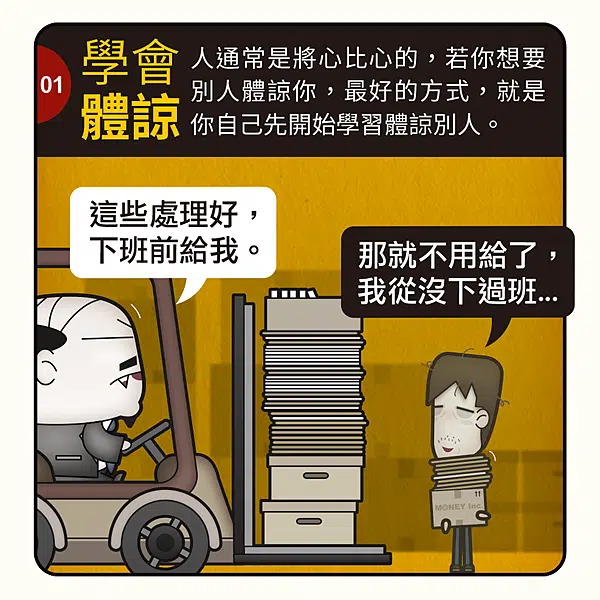 01
學會
體諒
人通常是將心比心的，若你想要
別人體諒你，最好的方式，就是
你自己先開始學習體諒別人。
這些處理好，
下班前給我。
那就不用給了，
我從沒下過班...
MONEY Inc.